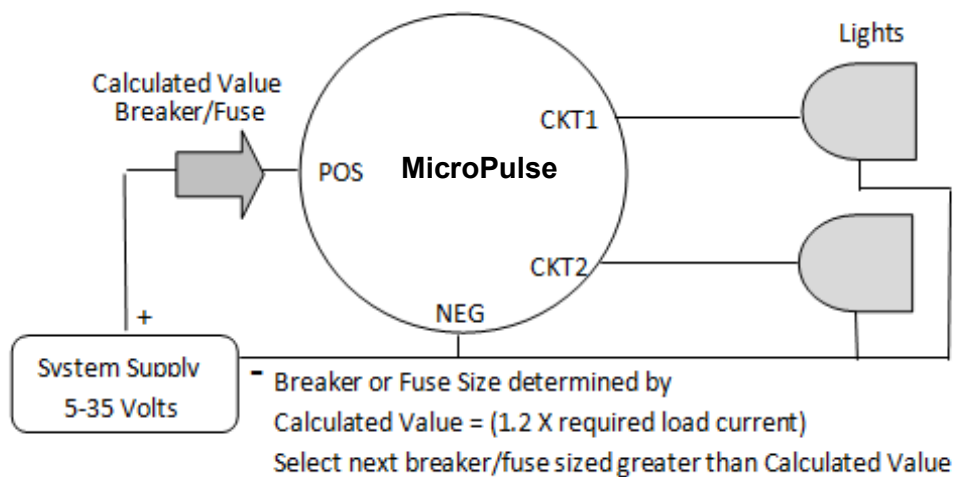 Lights
Calculated Value
Breaker/Fuse
CKT1
POS
MicroPulse
CKT2
NEG
+
System Supply
5-35 Volts
-
Breaker or Fuse Size determined by
Calculated Value = (1.2 X required load current)
Select next breaker/fuse sized greater than Calculated Value